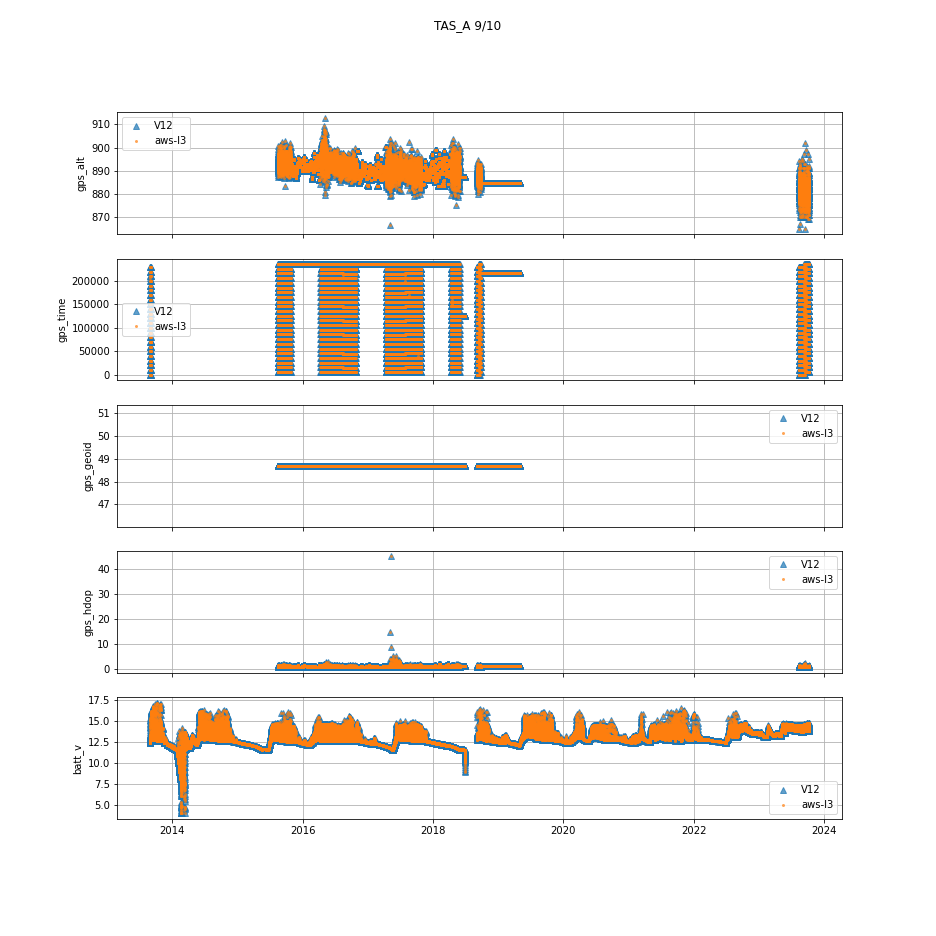 TAS_A 9/10
gps_alt
910
900
890
880
870
V12
aws-l3
gps_time
200000
150000
100000
50000
0
V12
aws-l3
gps_geoid
51
50
49
48
47
V12
aws-l3
gps_hdop
40
30
20
10
0
V12
aws-l3
batt_v
17.5
15.0
12.5
10.0
7.5
5.0
V12
aws-l3
2014 2016 2018 2020 2022 2024